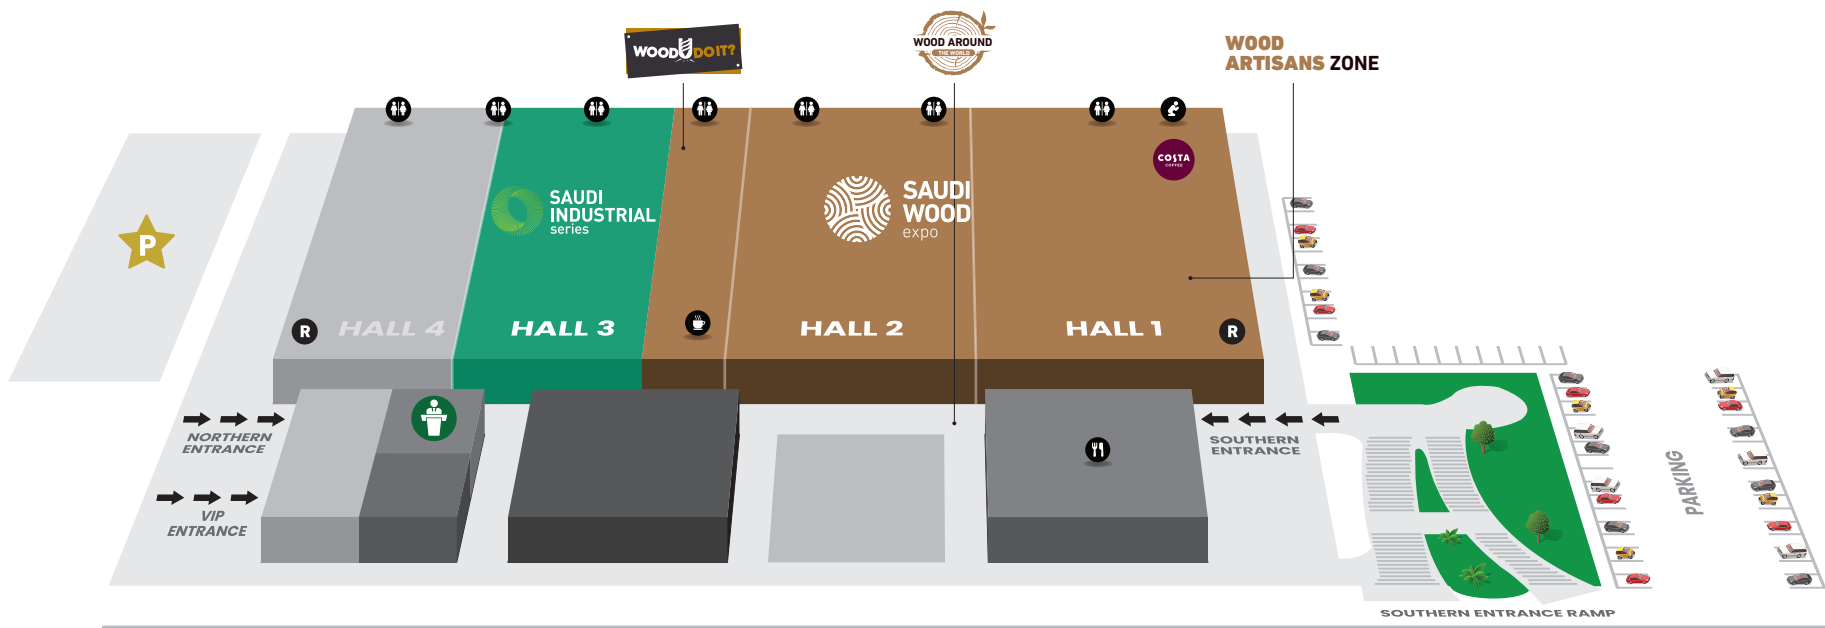 WOOD U DO IT?
WOOD AROUND
THE WORLD
WOOD
ARTISANS ZONE
COSTA
COFFEE
P
SAUDI
INDUSTRIAL
series
SAUDI
WOOD
expo
R
HALL 4
HALL 3
HALL 2
HALL 1
R
NORTHERN
ENTRANCE
SOUTHERN
ENTRANCE
VIP
ENTRANCE
PARKING
SOUTHERN ENTRANCE RAMP